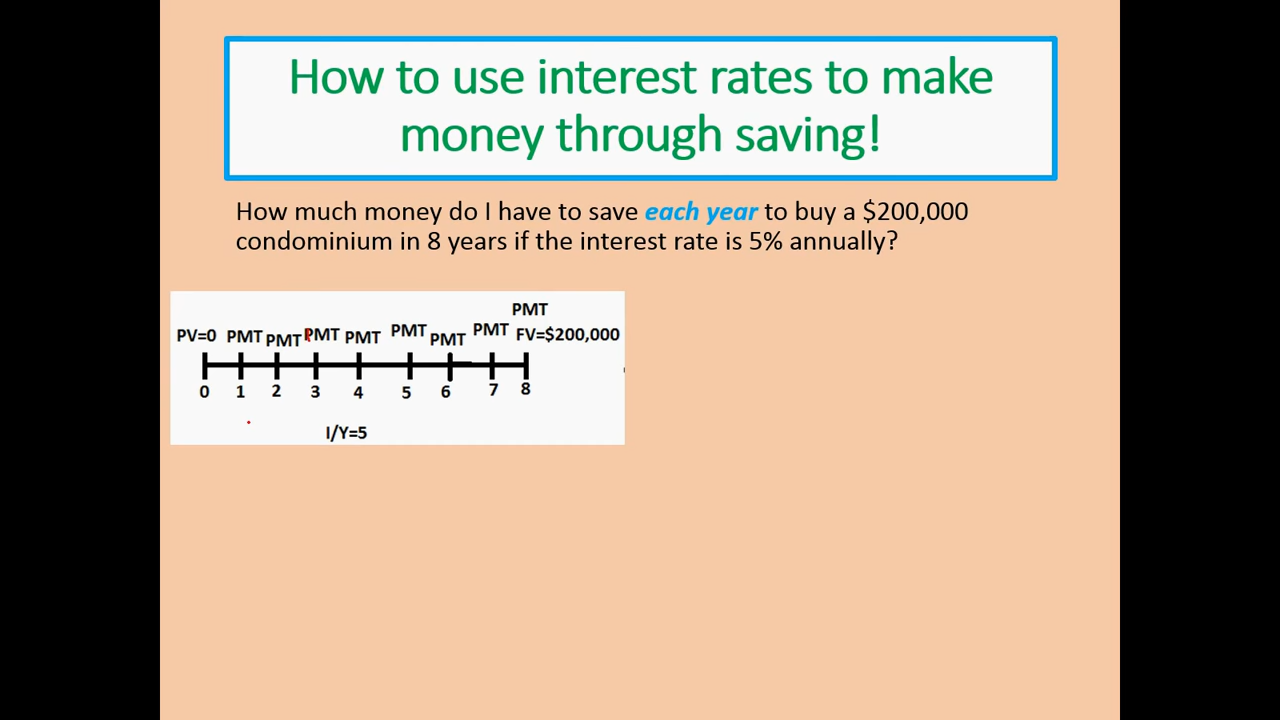 How to use interest rates to make
money through saving!
How much money do I have to save each year to buy a $200,000
condominium in 8 years if the interest rate is 5% annually?
PMT
PV=0 PMT PMT PMT PMT PMT PMT PMT FV=$200,000
0 1 2 3 4 5 6 7 8
I/Y=5